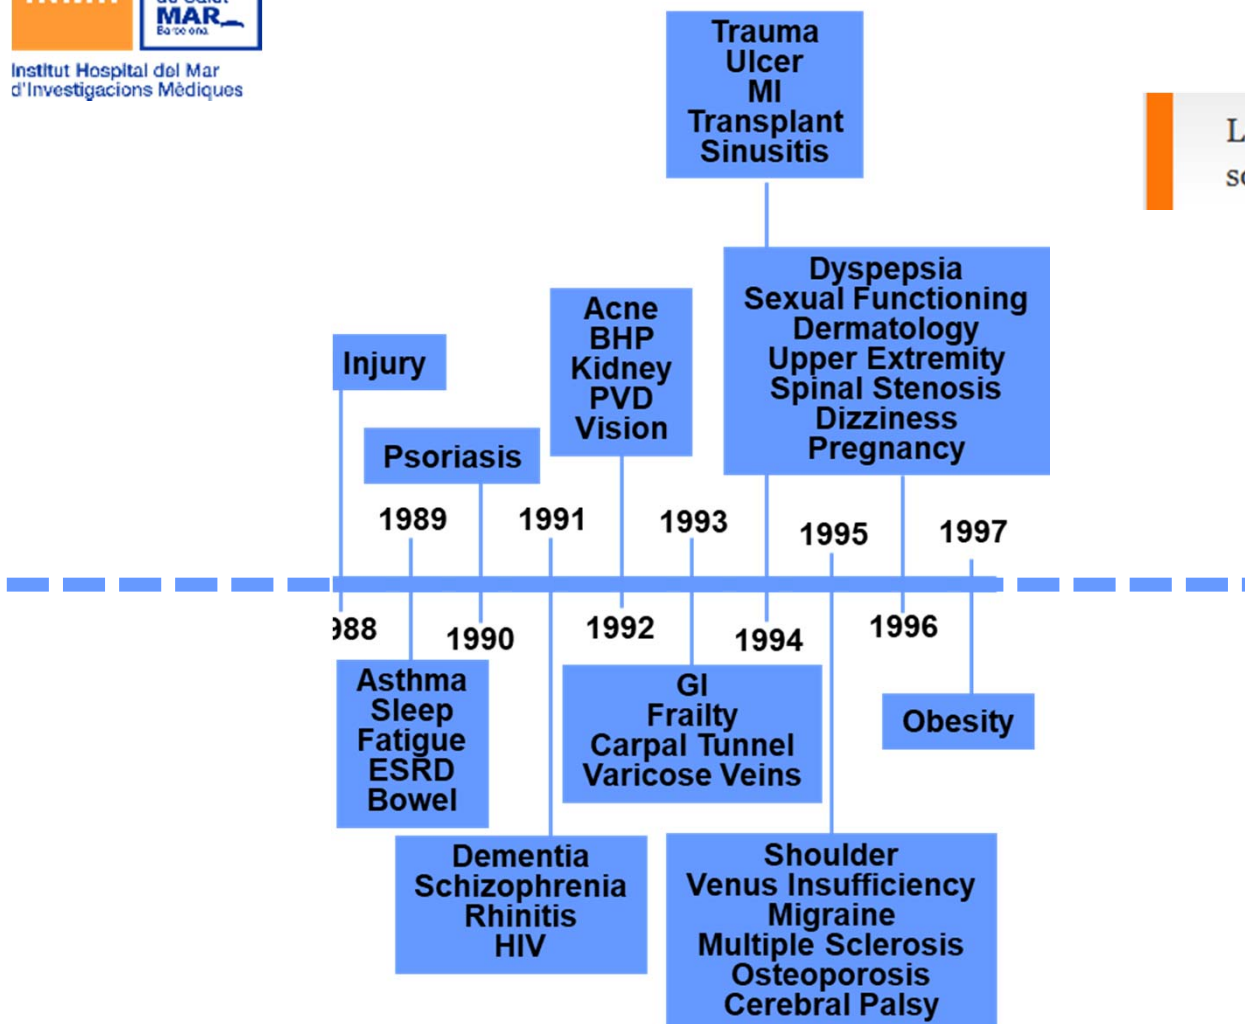 de Salut
MAR
Barcelona
Institut Hospital del Mar
d'Investigacions Mèdiques
Trauma
Ulcer
MI
Transplant
Sinusitis
Dyspepsia
Sexual Functioning
Dermatology
Upper Extremity
Spinal Stenosis
Dizziness
Pregnancy
Acne
BHP
Kidney
PVD
Vision
Injury
Psoriasis
1989
1991
1993
1995
1997
988
1990
1992
1994
1996
Asthma
Sleep
Fatigue
ESRD
Bowel
GI
Frailty
Carpal Tunnel
Varicose Veins
Obesity
Dementia
Schizophrenia
Rhinitis
HIV
Shoulder
Venus Insufficiency
Migraine
Multiple Sclerosis
Osteoporosis
Cerebral Palsy